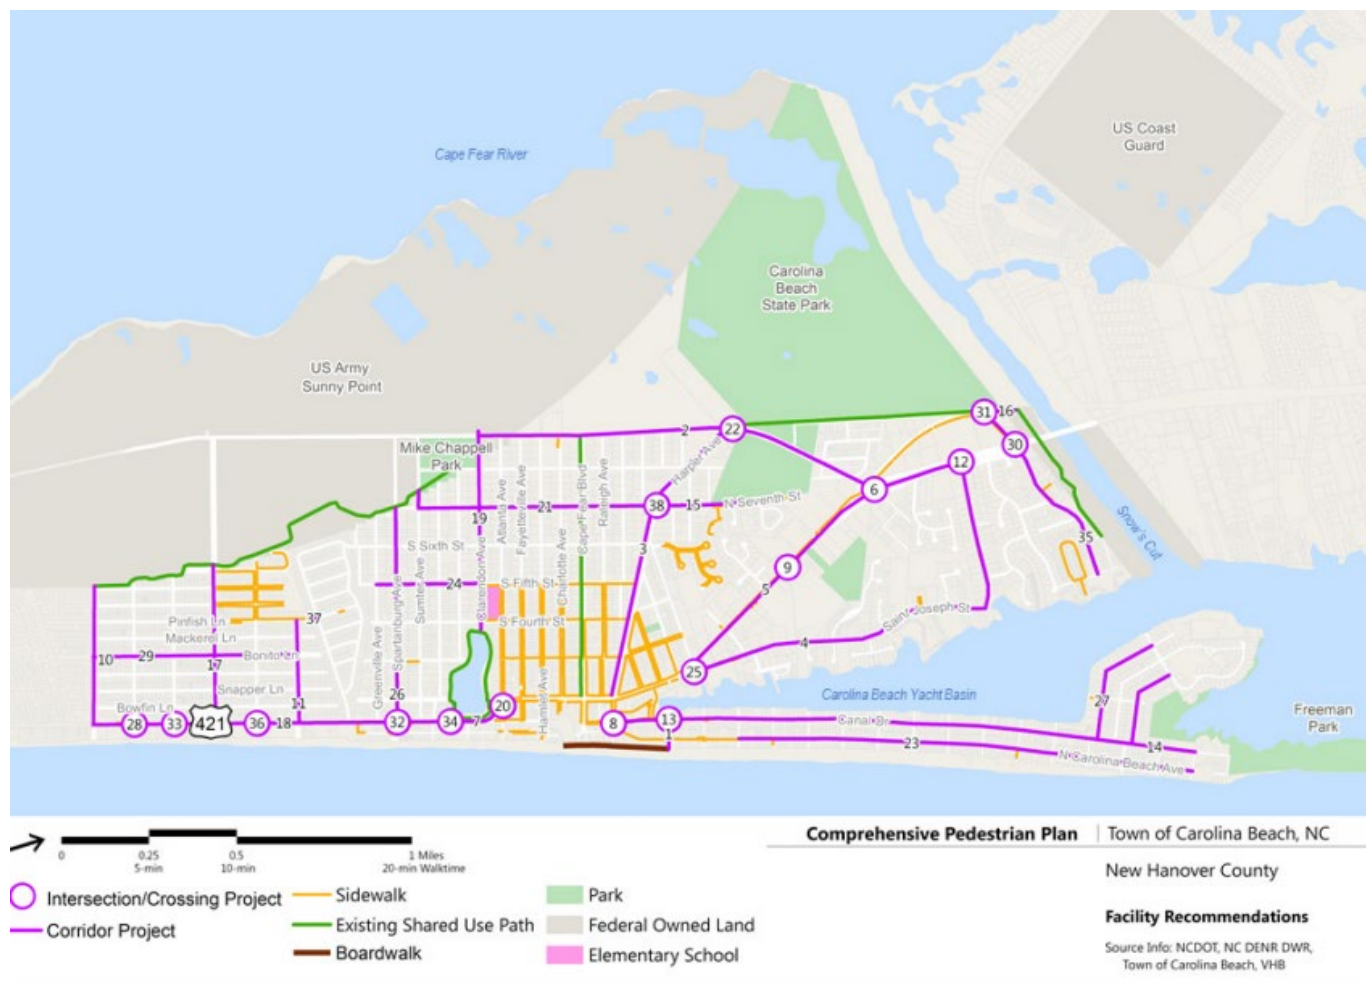 Cape Fear River
US Coast
Guard
Carolina
Beach
State Park
US Army
Sunny Point
Mike Chappell
Park
31
16
30
22
2
12
6
Harper Ave
38
15
N Seventh St
21
19
Atlanta Ave
Fayetteville Ave
Cape Fear Blvd
Raleigh Ave
Charlotte Ave
S Sixth St
3
Snow's Cut
35
9
5
24
S Fifth St
S Fourth St
Clarendon Ave
Sumter Ave
Spartanburg Ave
Greenville Ave
Saint Joseph St
4
25
Pinfish Ln
37
Mackerel Ln
10
29
17
Bonito Ln
Snapper Ln
26
11
Bowfin Ln
28
33
421
36
18
32
34
7
20
Hamlet Ave
8
13
1
Carolina Beach Yacht Basin
Canal Dr
23
N Carolina Beach Ave
27
14
Freeman
Park
0
0.25
0.5
1 Miles
5-min
10-min
20-min Walktime
Comprehensive Pedestrian Plan
Town of Carolina Beach, NC
New Hanover County
Facility Recommendations
Source Info: NCDOT, NC DENR DWR,
Town of Carolina Beach, VHB
Intersection/Crossing Project
Corridor Project
Sidewalk
Existing Shared Use Path
Boardwalk
Park
Federal Owned Land
Elementary School